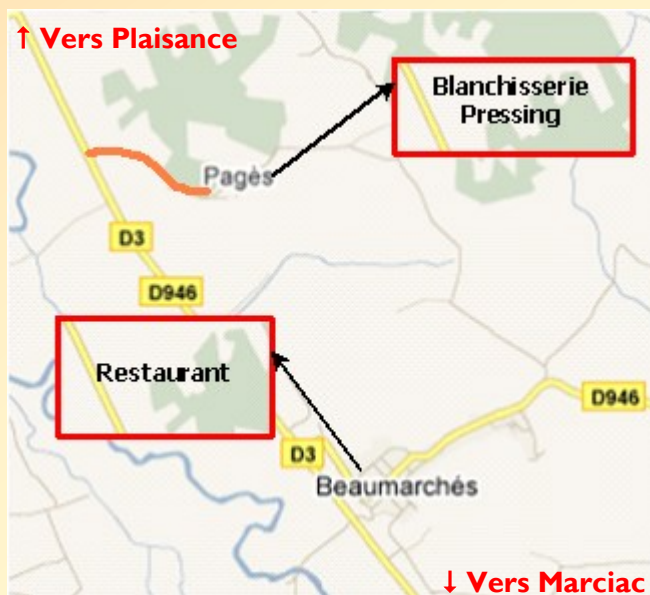 ↑ Vers Plaisance
Blanchisserie
Pressing
Pagès
D3
D946
Restaurant
D946
D3
Beaumarchés
↓ Vers Marciac